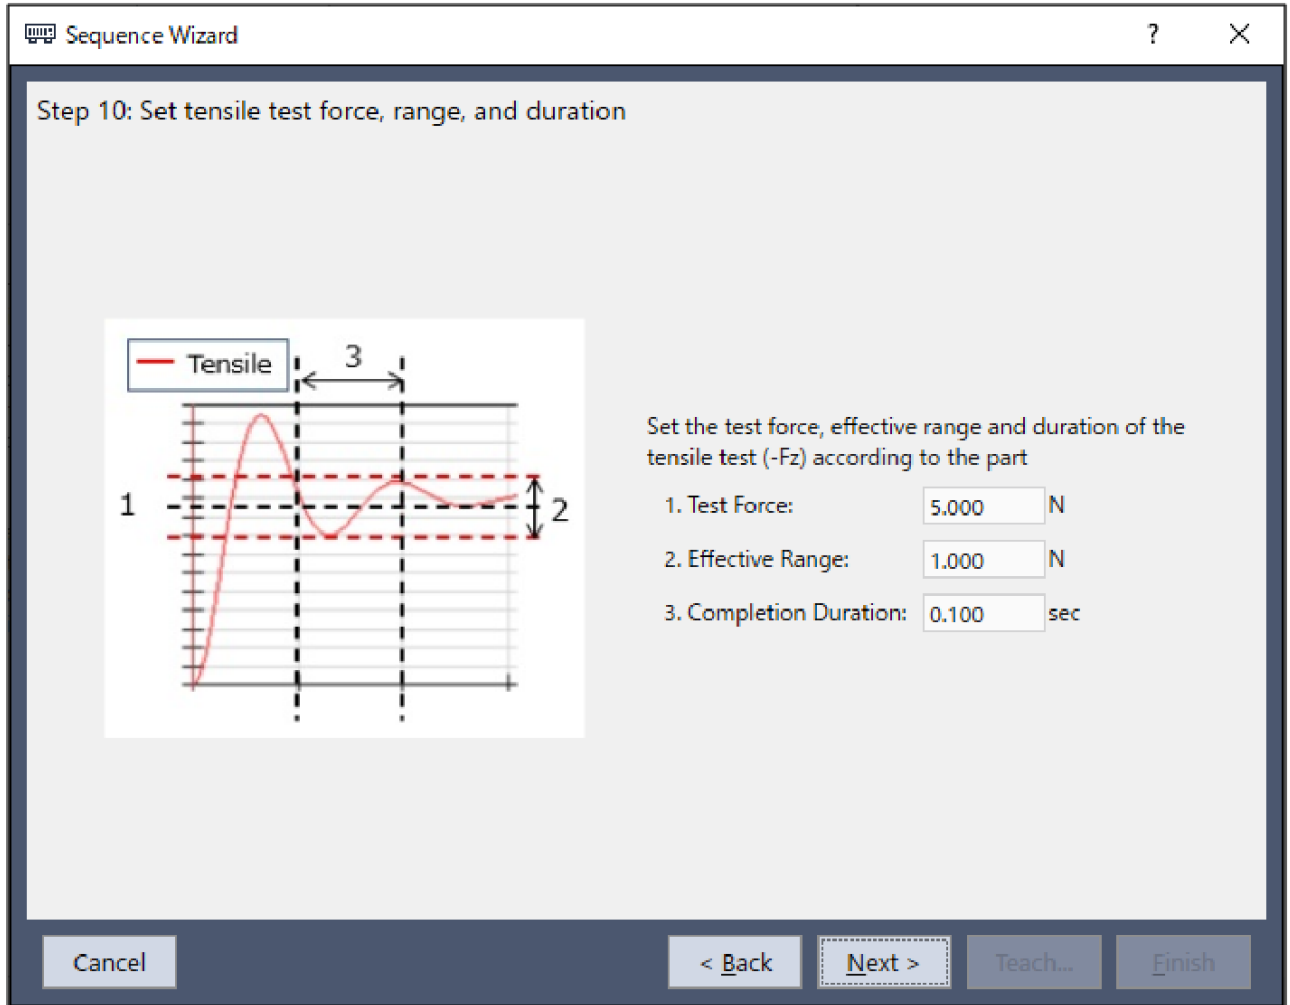 Sequence Wizard
?
Step 10: Set tensile test force, range, and duration
Tensile
3
1
2
Set the test force, effective range and duration of the
tensile test (-Fz) according to the part
1. Test Force: 5.000 N
2. Effective Range: 1.000 N
3. Completion Duration: 0.100 sec
Cancel
< Back
Next >
Teach...
Finish